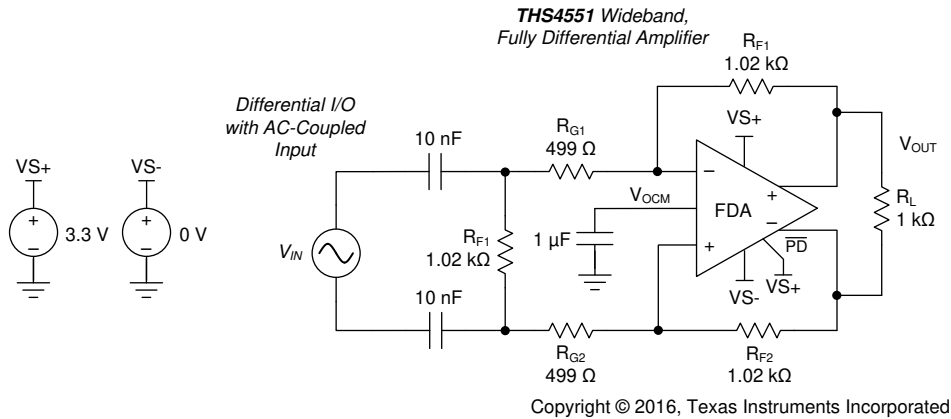 THS4551 Wideband,
Fully Differential Amplifier
RF1
1.02 kΩ
Differential I/O
with AC-Coupled
Input
10 nF
RG1
499 Ω
VS+
VS+
VS-
VOUT
+
−
3.3 V
+
−
0 V
VIN
RF1
1.02 kΩ
VOCM
1 µF
−
+
FDA
+
−
PD
RL
1 kΩ
VS-
VS+
10 nF
RG2
499 Ω
RF2
1.02 kΩ
Copyright © 2016, Texas Instruments Incorporated